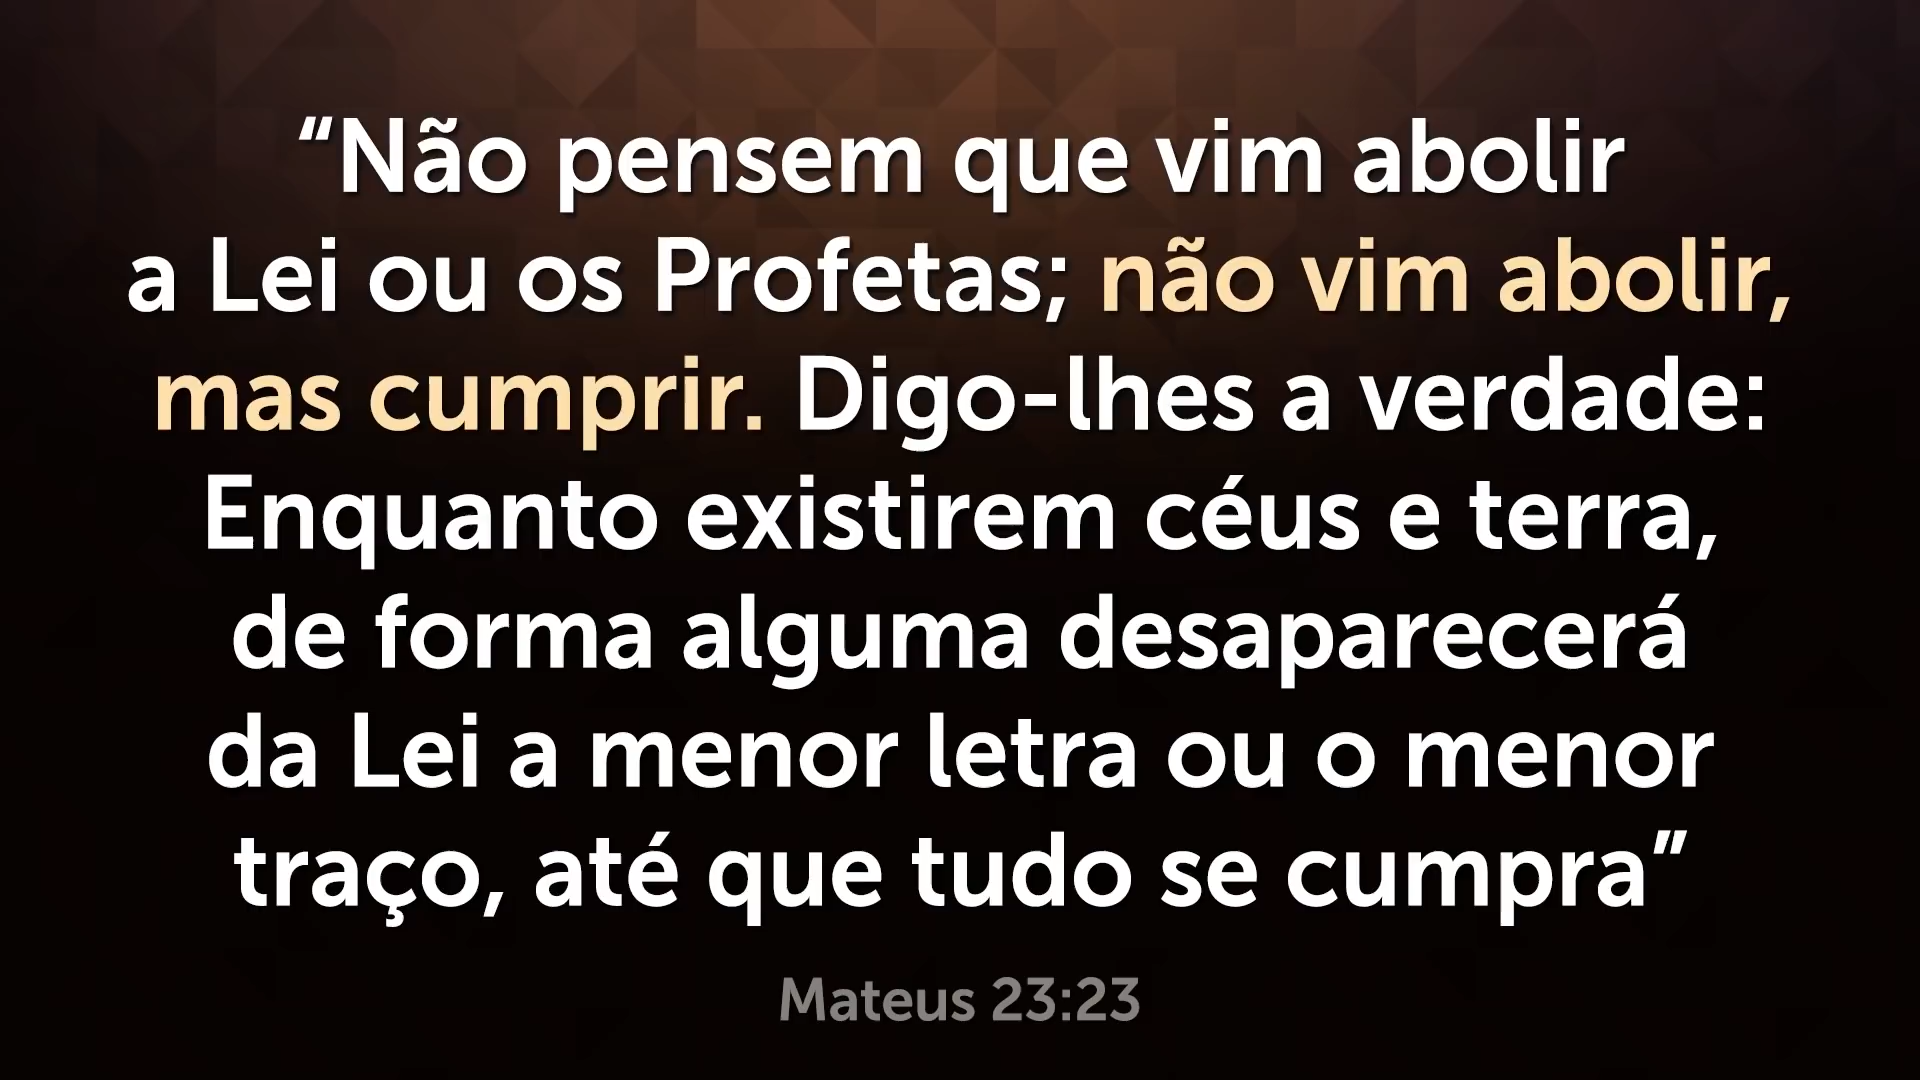 “Não pensem que vim abolir
a Lei ou os Profetas; não vim abolir,
mas cumprir. Digo-lhes a verdade:
Enquanto existirem céus e terra,
de forma alguma desaparecerá
da Lei a menor letra ou o menor
traço, até que tudo se cumpra”
Mateus 23:23